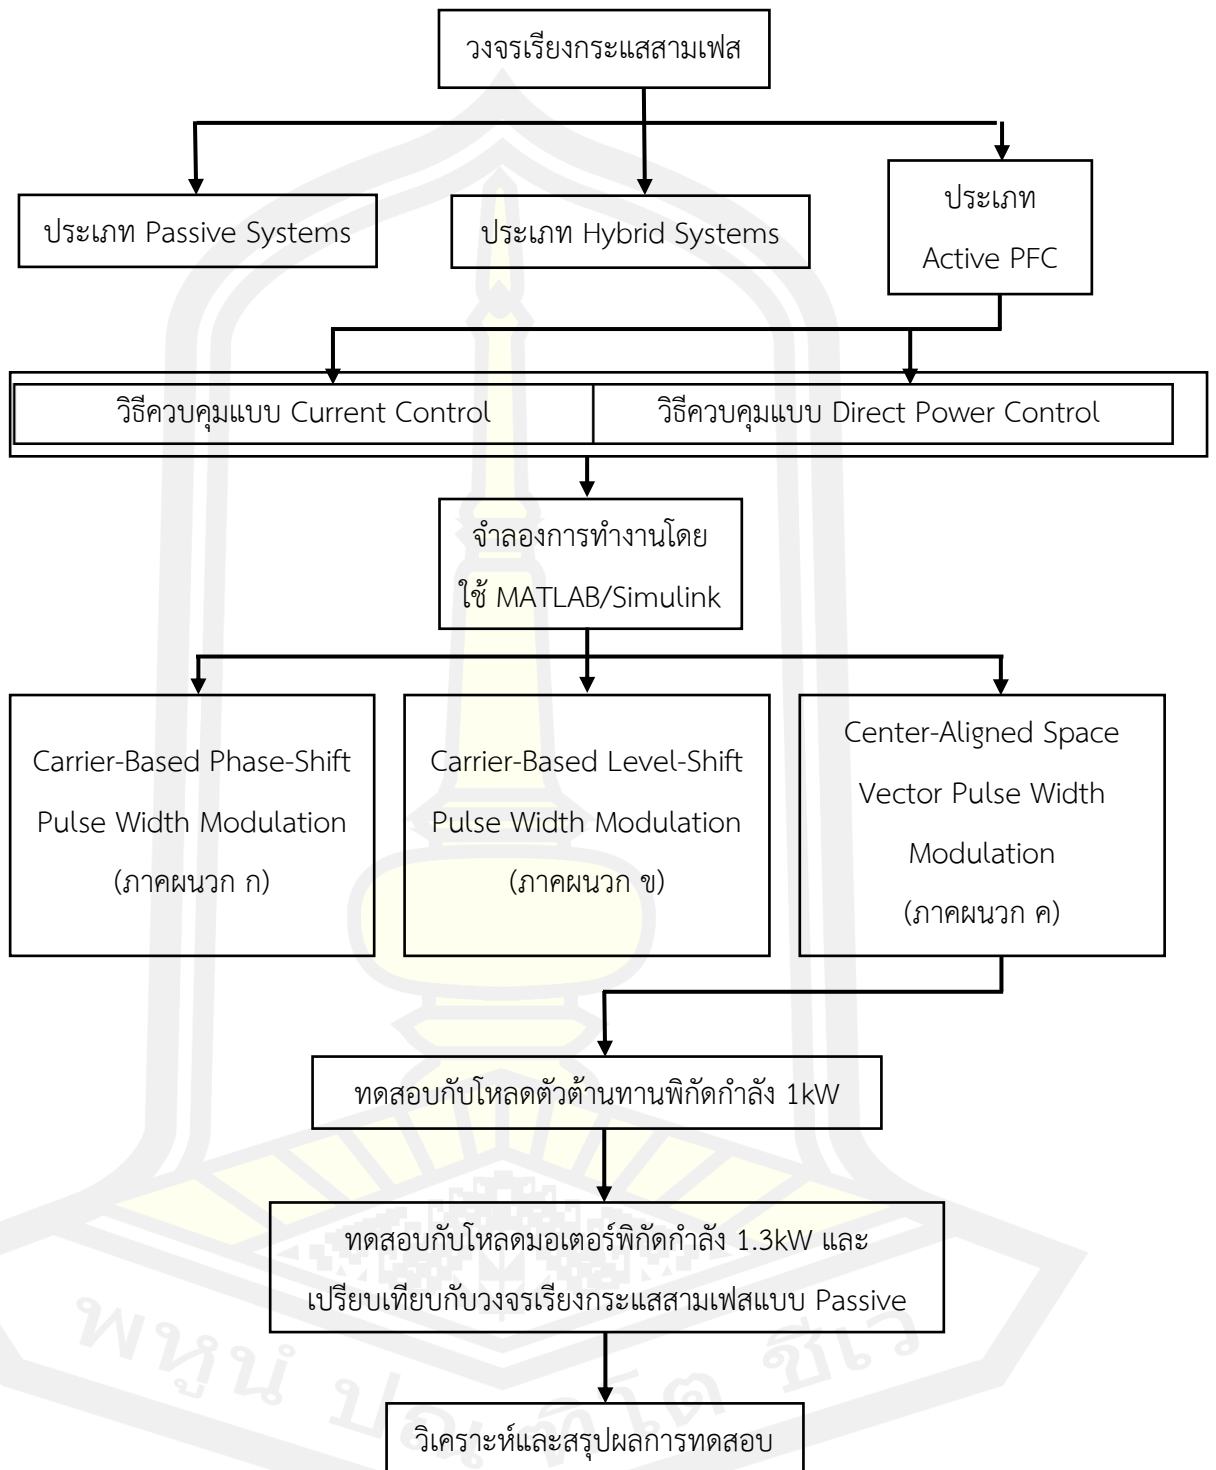 วงจรเรียงกระแสสามเฟส
ประเภท Passive Systems
ประเภท Hybrid Systems
ประเภท
Active PFC
วิธีควบคุมแบบ Current Control
วิธีควบคุมแบบ Direct Power Control
จำลองการทำงานโดย
ใช้ MATLAB/Simulink
Carrier-Based Phase-Shift
Pulse Width Modulation
(ภาคผนวก ก)
Carrier-Based Level-Shift
Pulse Width Modulation
(ภาคผนวก ข)
Center-Aligned Space
Vector Pulse Width
Modulation
(ภาคผนวก ค)
ทดสอบกับโหลดตัวต้านทานพิกัดกำลัง 1kW
ทดสอบกับโหลดมอเตอร์พิกัดกำลัง 1.3kW และ
เปรียบเทียบกับวงจรเรียงกระแสสามเฟสแบบ Passive
วิเคราะห์และสรุปผลการทดสอบ
พหูนํ ปณฺฑิโต ชีเว